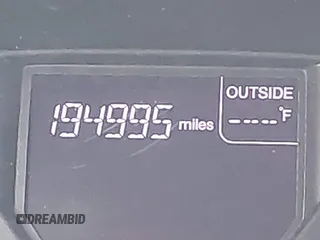 OUTSIDE
194995 miles
----°F
DREAMBID